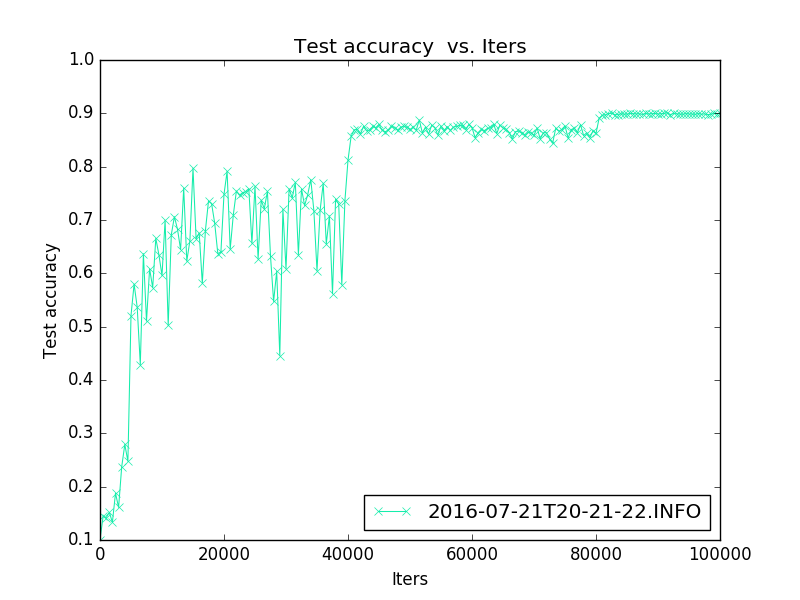 Test accuracy  vs. Iters
1.0
0.9
0.8
0.7
0.6
0.5
0.4
0.3
0.2
0.1
Test accuracy
2016-07-21T20-21-22.INFO
0 20000 40000 60000 80000 100000
Iters